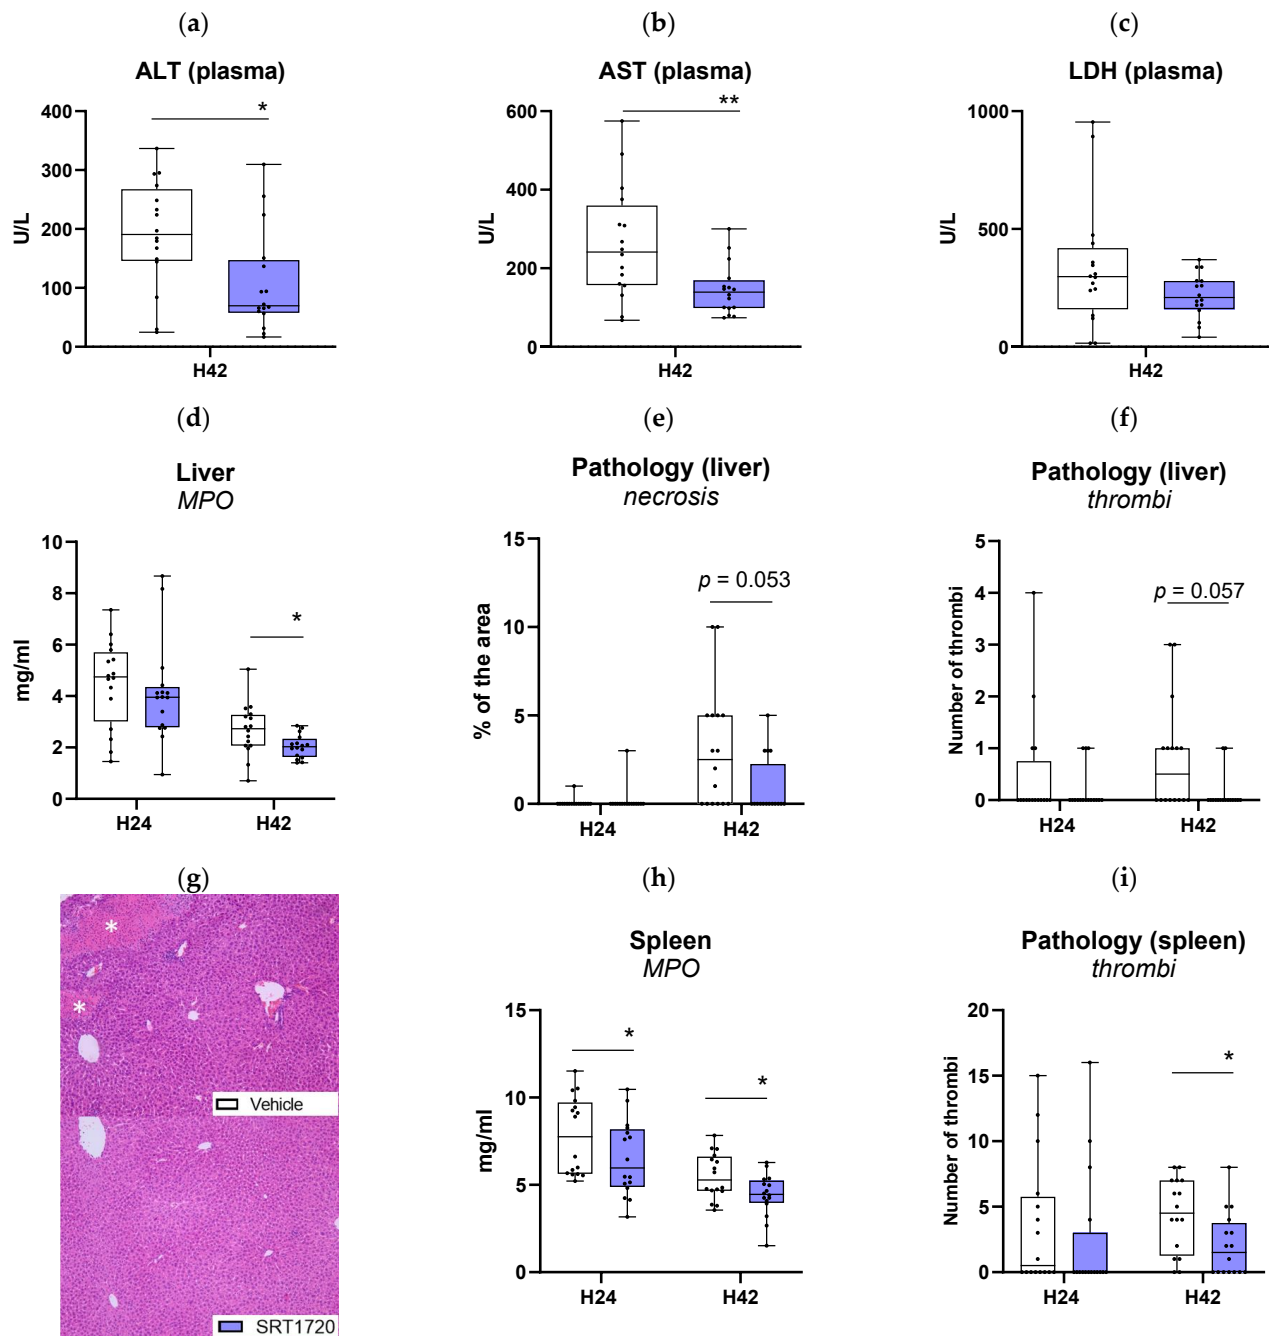 (a)
ALT (plasma)
*
400
300
200
100
0
U/L
H42
(b)
AST (plasma)
**
600
400
200
0
U/L
H42
(c)
LDH (plasma)
1000
500
0
U/L
H42
(d)
Liver
MPO
10
8
6
4
2
0
mg/ml
*
H24 H42
(e)
Pathology (liver)
necrosis
15
10
5
0
% of the area
p = 0.053
H24 H42
(f)
Pathology (liver)
thrombi
5
4
3
2
1
0
Number of thrombi
p = 0.057
H24 H42
(g)
*
*
Vehicle
SRT1720
(h)
Spleen
MPO
15
10
5
0
mg/ml
*
*
H24 H42
(i)
Pathology (spleen)
thrombi
20
15
10
5
0
Number of thrombi
*
H24 H42